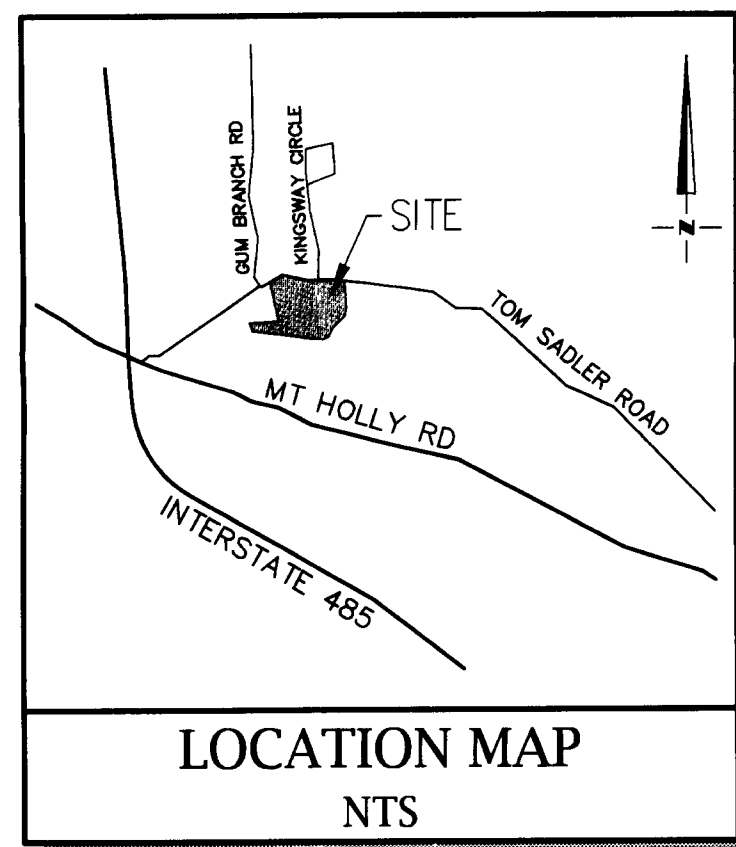 GUM BRANCH RD
KINGSWAY CIRCLE
SITE
N
TOM SADLER ROAD
MT HOLLY RD
INTERSTATE 485
LOCATION MAP
NTS